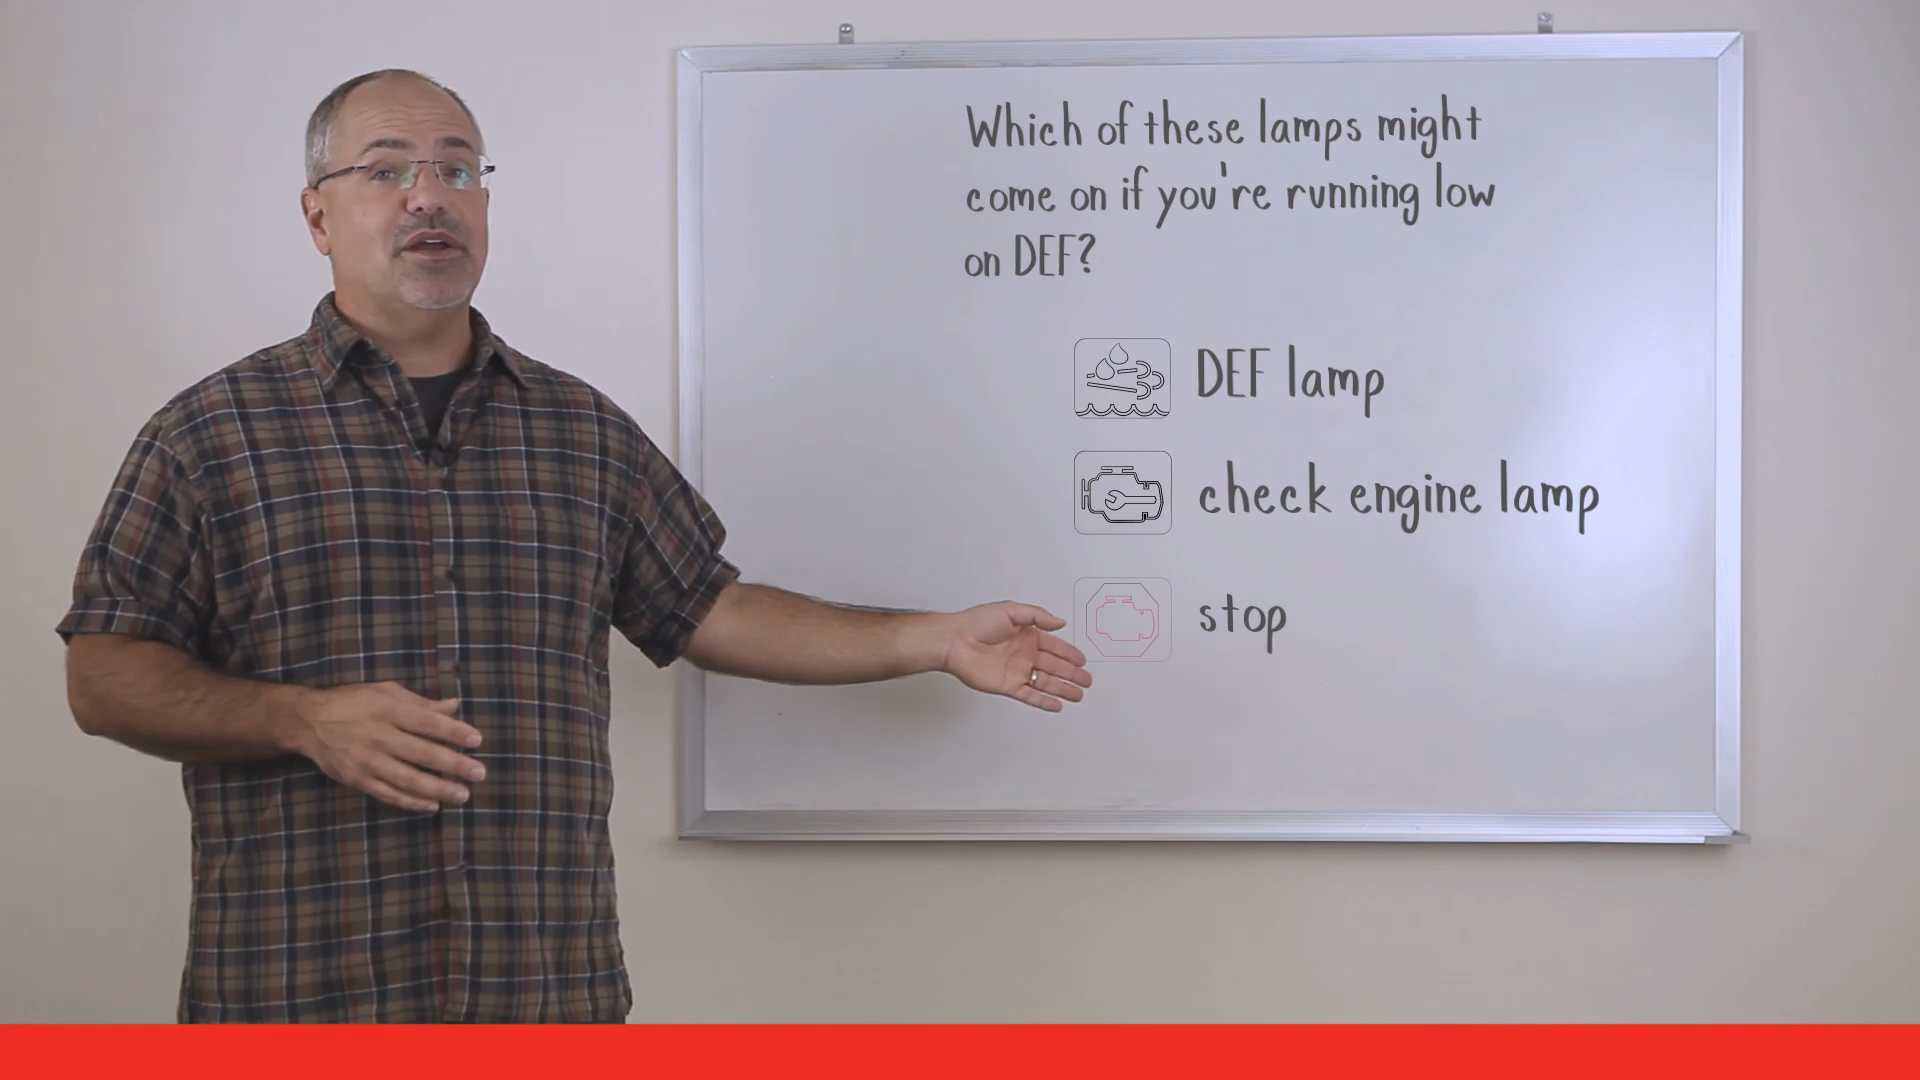 Which of these lamps might
come on if you're running low
on DEF?
DEF lamp
check engine lamp
stop